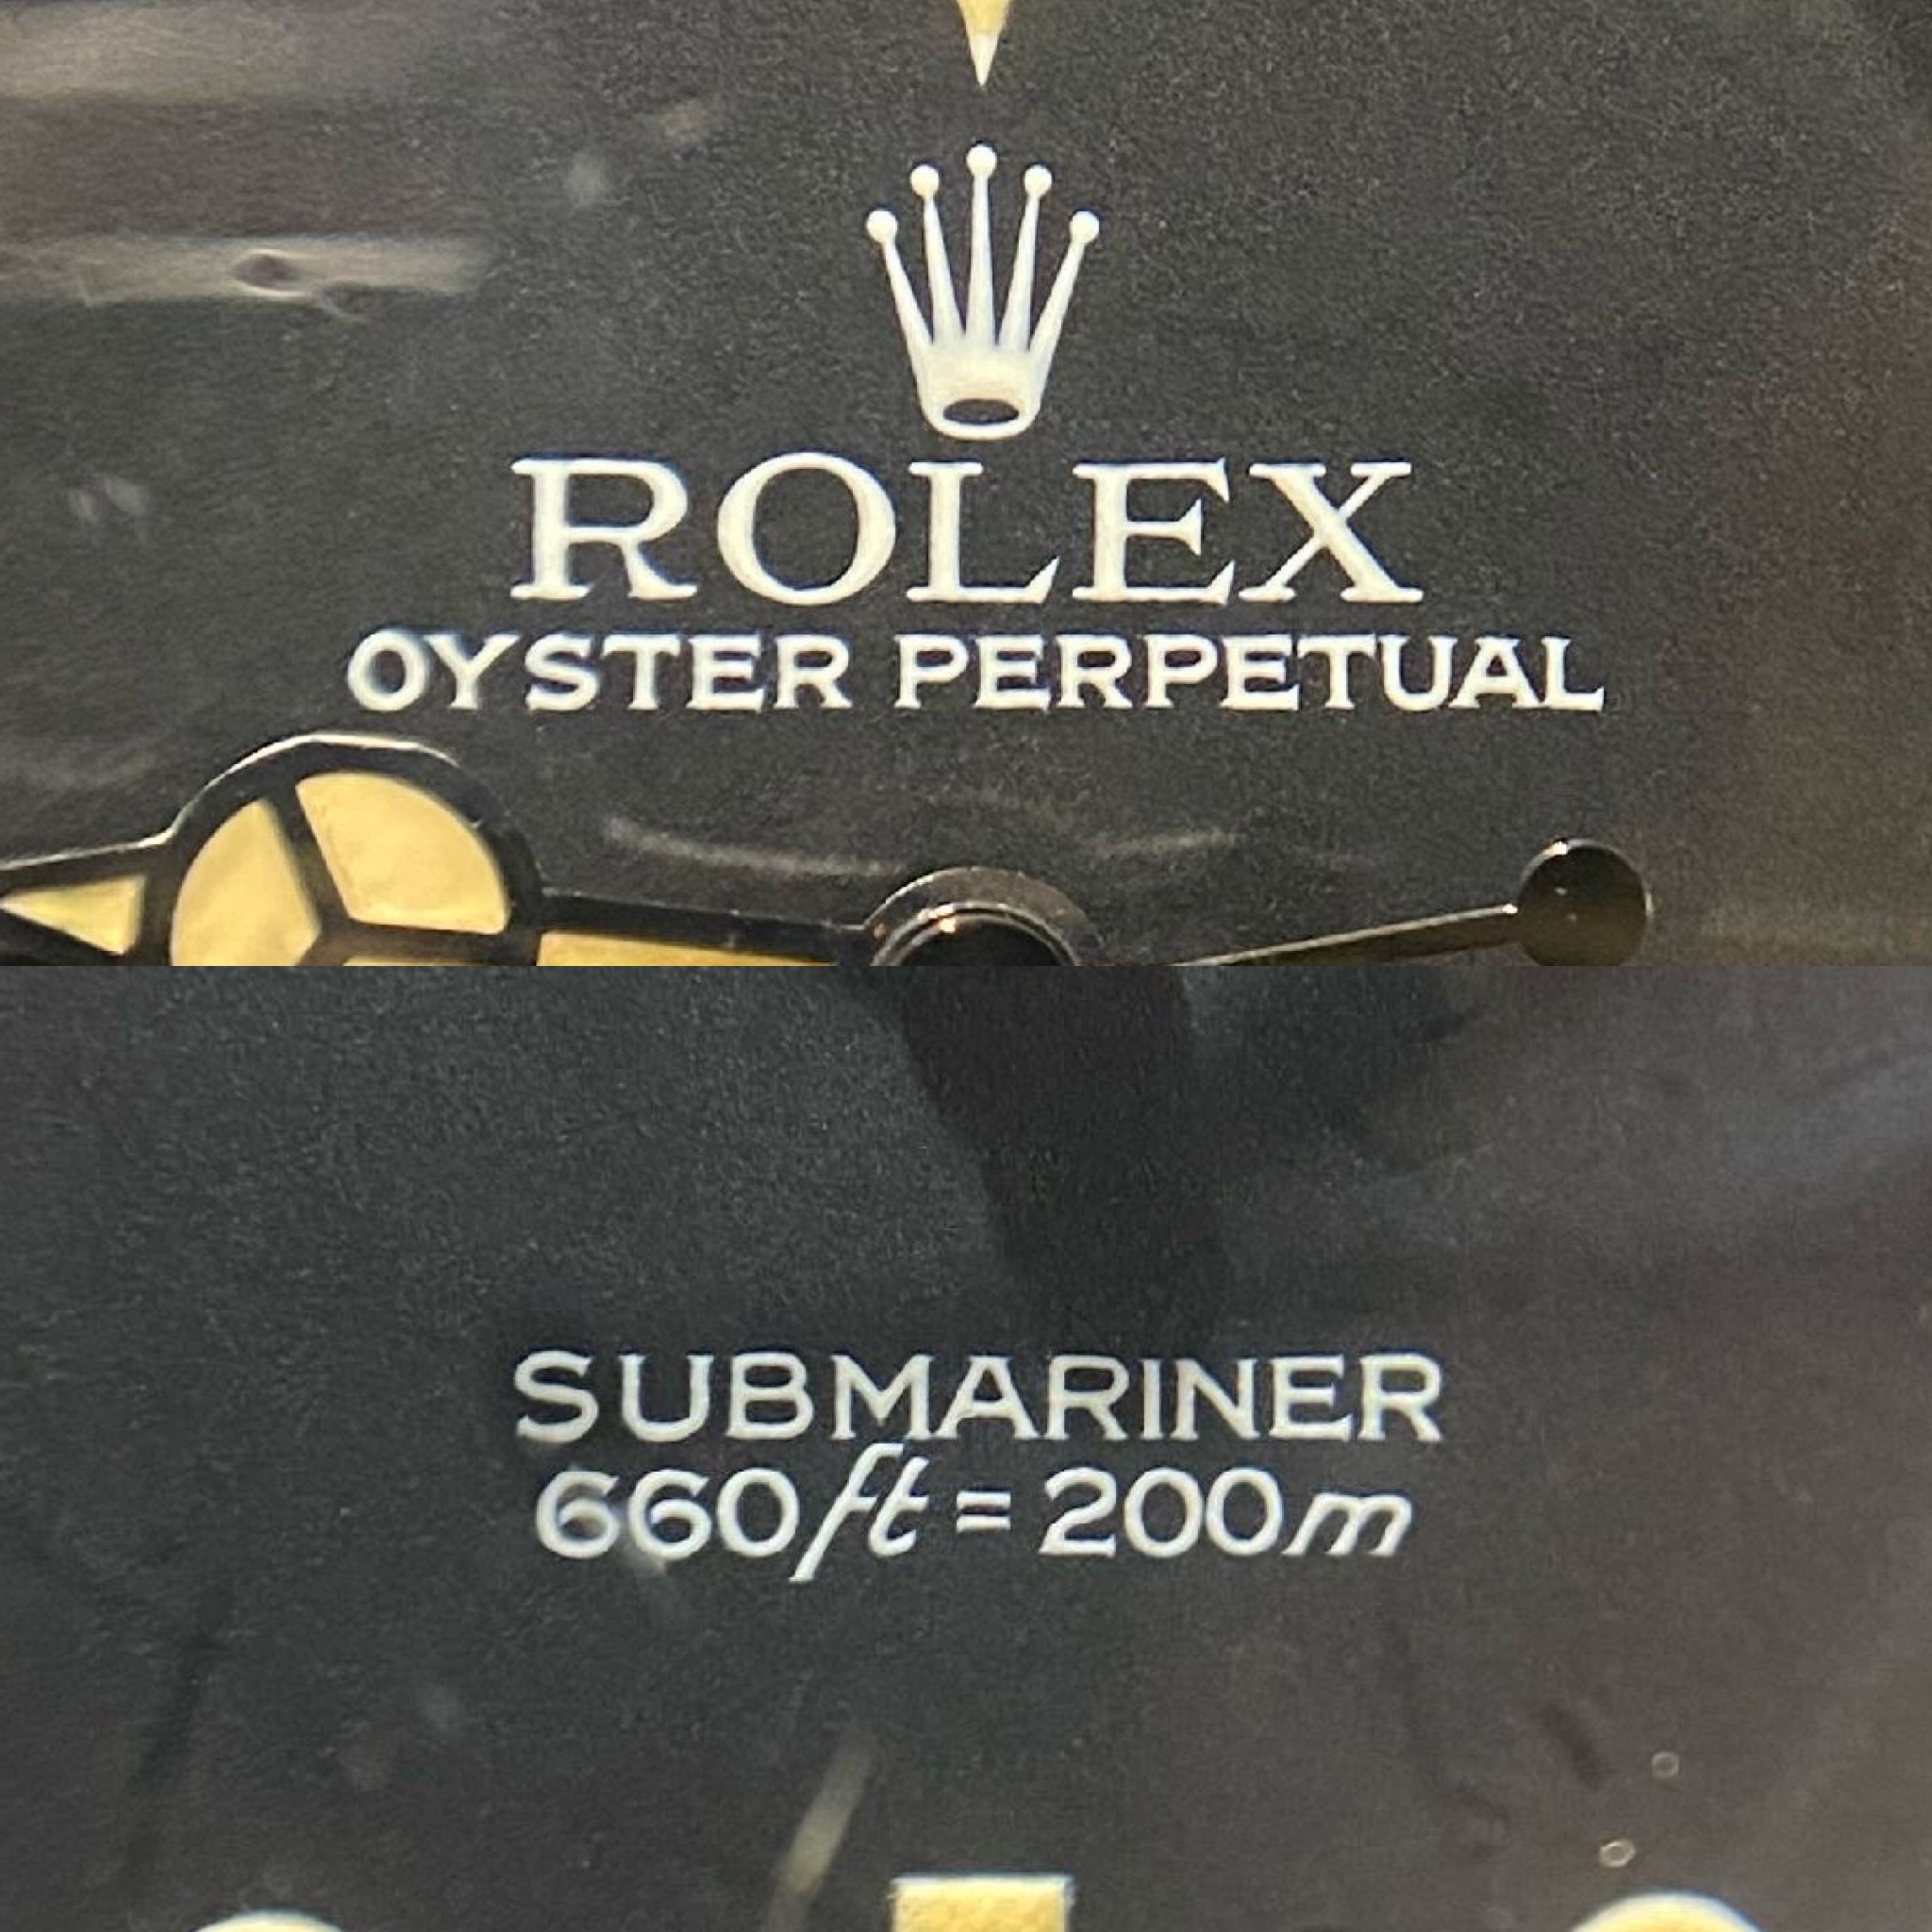 ROLEX
OYSTER PERPETUAL
SUBMARINER
660ft = 200m